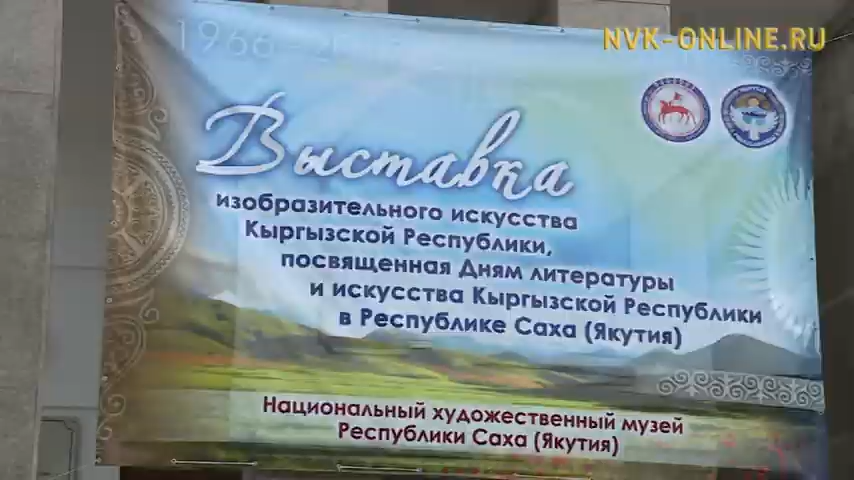 NVK-ONLINE.RU
Выставка
изобразительного искусства
Кыргызской Республики,
посвященная Дням литературы
и искусства Кыргызской Республики
в Республике Саха (Якутия)
Национальный художественный музей
Республики Саха (Якутия)